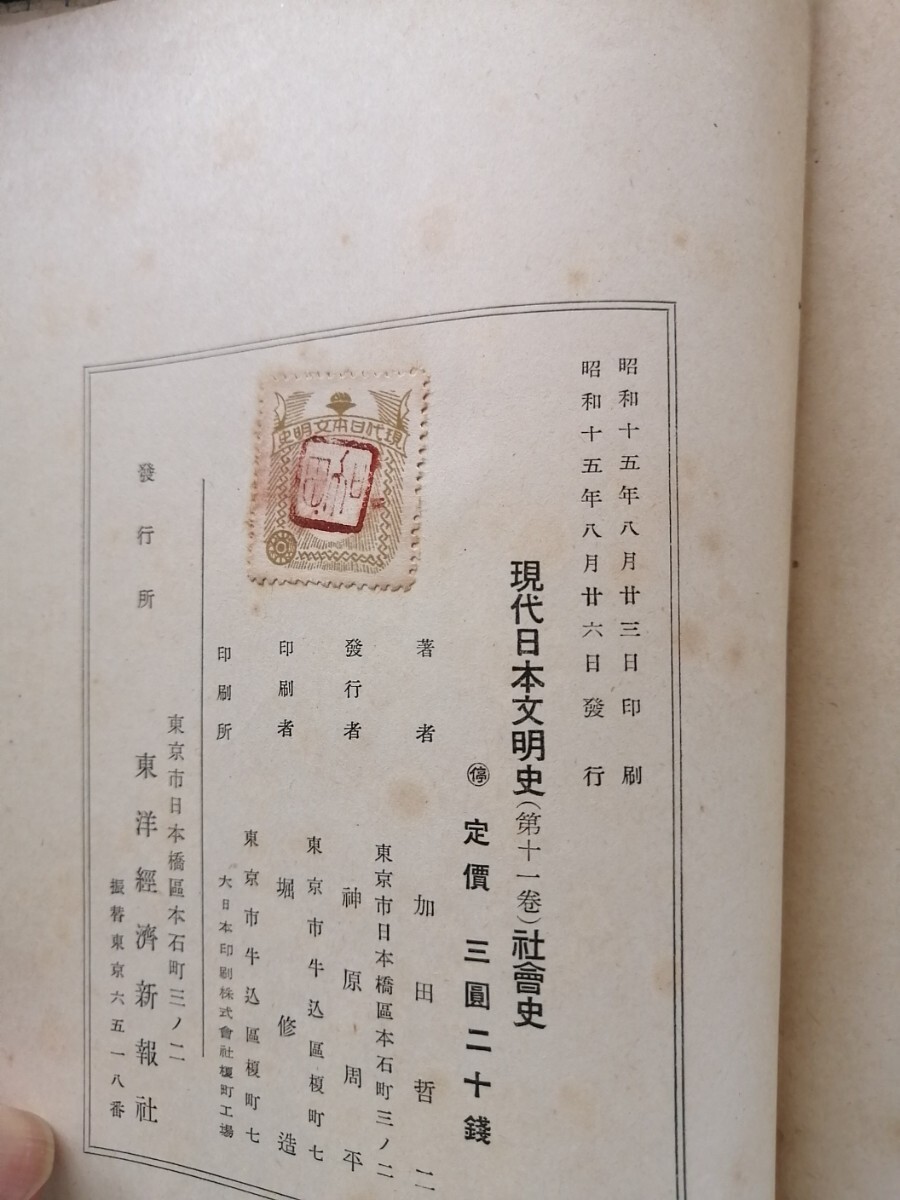 昭和十五年八月廿三日印刷
昭和十五年八月廿六日發行
現代日本文明史(第十一卷)社會史
停 定價 三圓二十錢
著者 加田哲二
東京市日本橋區本石町三ノ二
發行者 神原周平
東京市牛込區榎町七
印刷者 堀修造
東京市牛込區榎町七
印刷所 大日本印刷株式會社榎町工場
發行所
東京市日本橋區本石町三ノ二
東洋經濟新報社
振替東京六五一八番
現代日本文明史